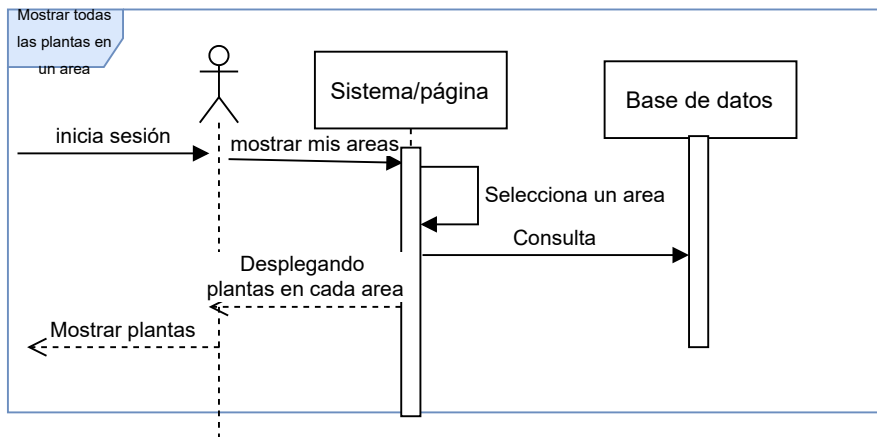 Mostrar todas
las plantas en
un area
Sistema/página
Base de datos
inicia sesión
mostrar mis areas
Selecciona un area
Consulta
Desplegando
plantas en cada area
Mostrar plantas